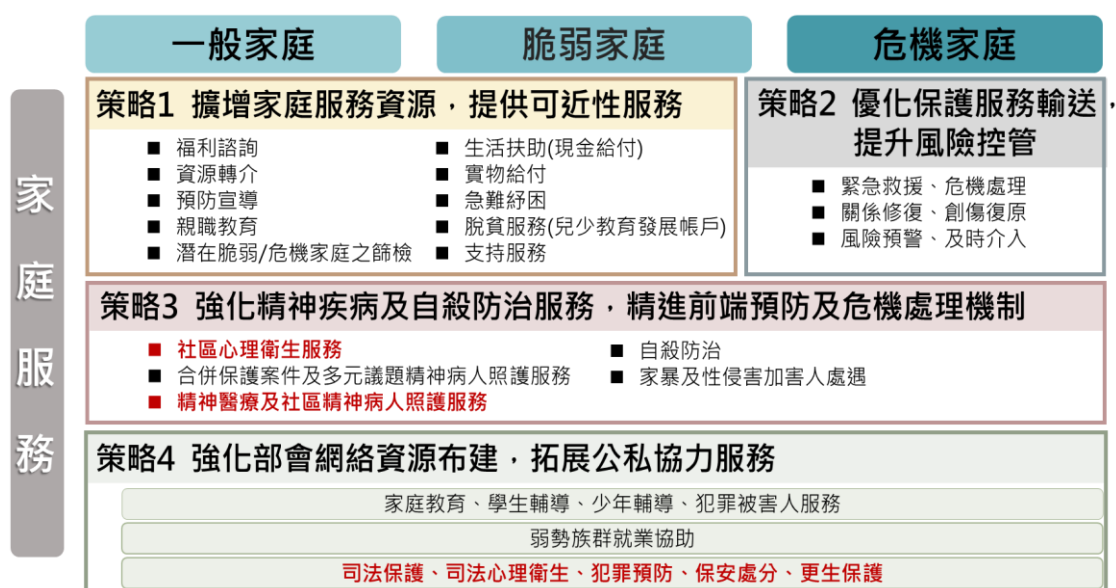 一般家庭
脆弱家庭
危機家庭
家庭服務
策略1 擴增家庭服務資源，提供可近性服務
■ 福利諮詢
■ 資源轉介
■ 預防宣導
■ 親職教育
■ 潛在脆弱/危機家庭之篩檢
■ 生活扶助(現金給付)
■ 實物給付
■ 急難紓困
■ 脫貧服務(兒少教育發展帳戶)
■ 支持服務
策略2 優化保護服務輸送，
提升風險控管
■ 緊急救援、危機處理
■ 關係修復、創傷復原
■ 風險預警、及時介入
策略3 強化精神疾病及自殺防治服務，精進前端預防及危機處理機制
■ 社區心理衛生服務
■ 合併保護案件及多元議題精神病人照護服務
■ 精神醫療及社區精神病人照護服務
■ 自殺防治
■ 家暴及性侵害加害人處遇
策略4 強化部會網絡資源布建，拓展公私協力服務
家庭教育、學生輔導、少年輔導、犯罪被害人服務
弱勢族群就業協助
司法保護、司法心理衛生、犯罪預防、保安處分、更生保護